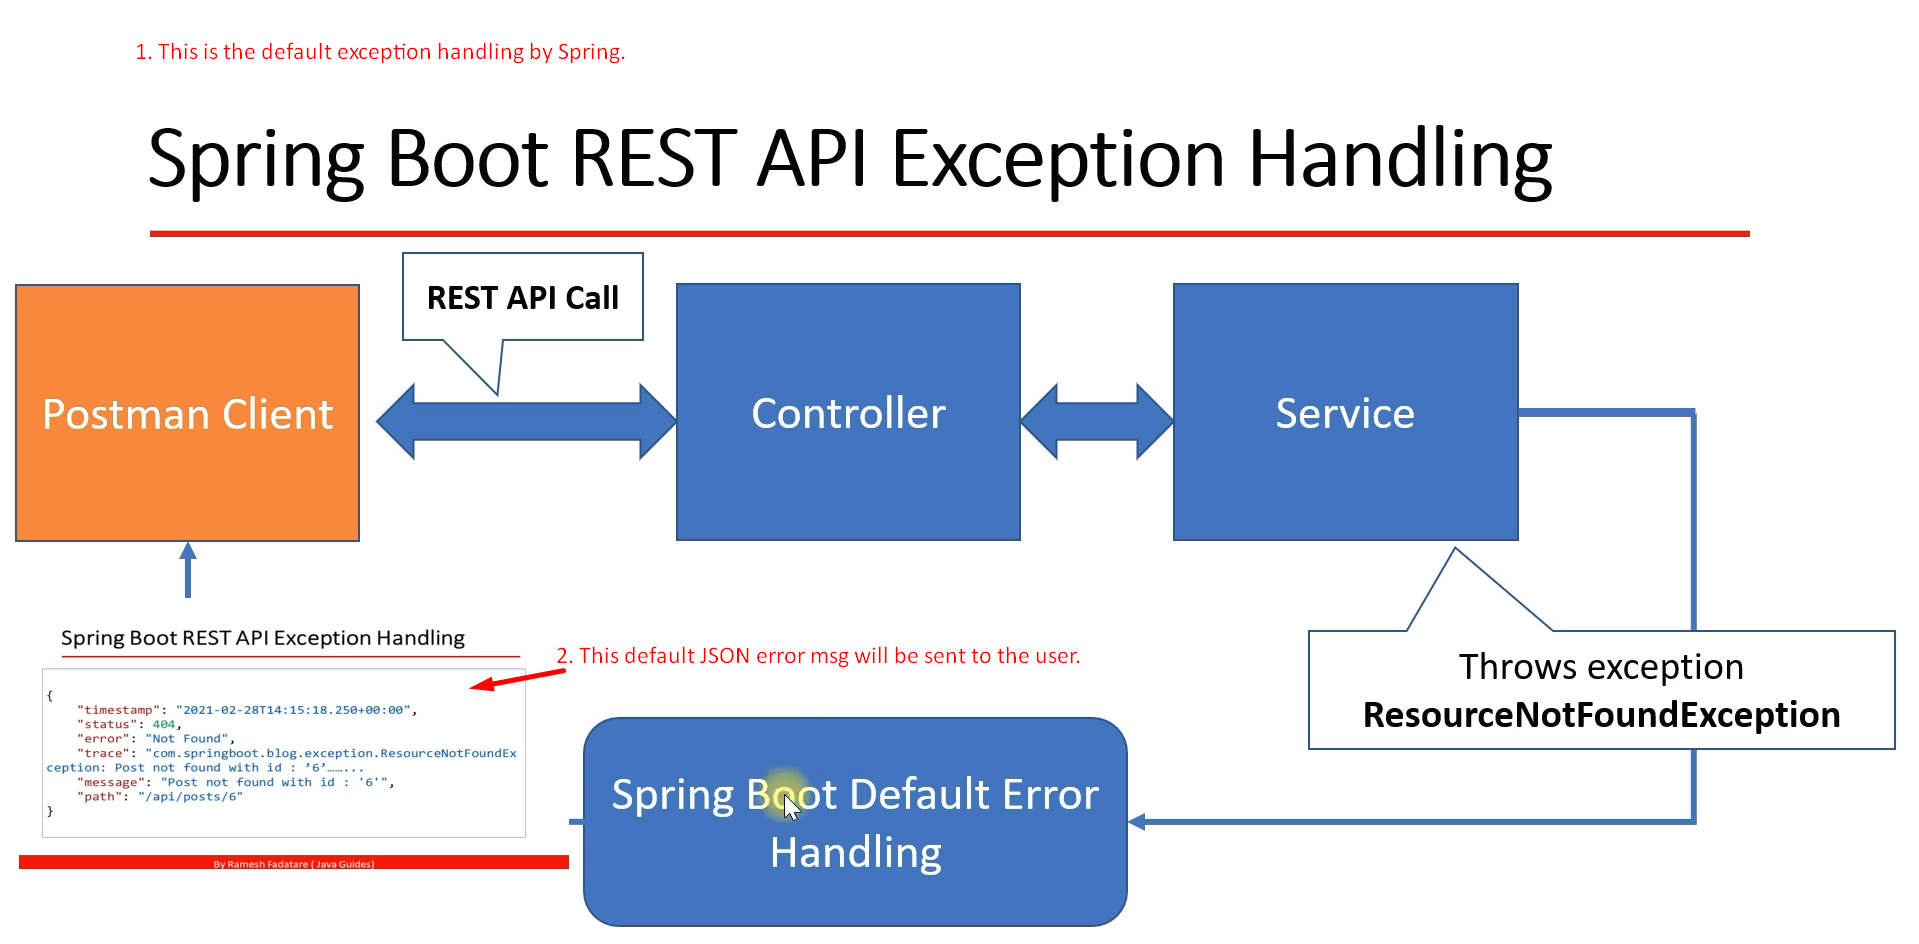 1. This is the default exception handling by Spring.
Spring Boot REST API Exception Handling
REST API Call
Postman Client
Controller
Service
Throws exception
ResourceNotFoundException
Spring Boot REST API Exception Handling
2. This default JSON error msg will be sent to the user.
{
"timestamp": "2021-02-28T14:15:18.250+00:00",
"status": 404,
"error": "Not Found",
"trace": "com.springboot.blog.exception.ResourceNotFoundEx
ception: Post not found with id : '6’……...
"message": "Post not found with id : '6'",
"path": "/api/posts/6"
}
By Ramesh Fadatare ( Java Guides)
Spring Boot Default Error
Handling